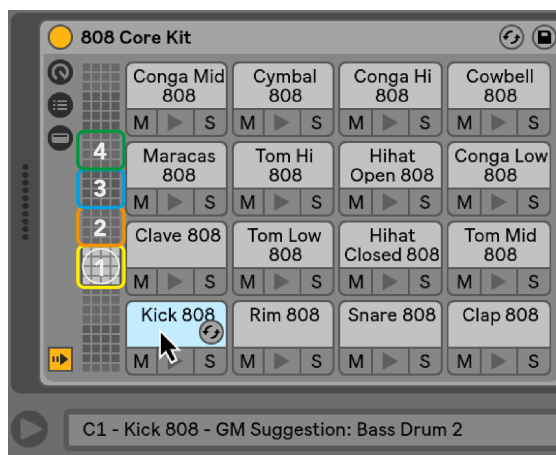 808 Core Kit
Conga Mid
808
Cymbal
808
Conga Hi
808
Cowbell
808
M S M S M S M S
4
Maracas
808
Tom Hi
808
Hihat
Open 808
Conga Low
808
3
M S M S M S M S
2
Clave 808
Tom Low
808
Hihat
Closed 808
Tom Mid
808
1
M S M S M S M S
Kick 808
Rim 808
Snare 808
Clap 808
M S M S M S M S
C1 - Kick 808 - GM Suggestion: Bass Drum 2